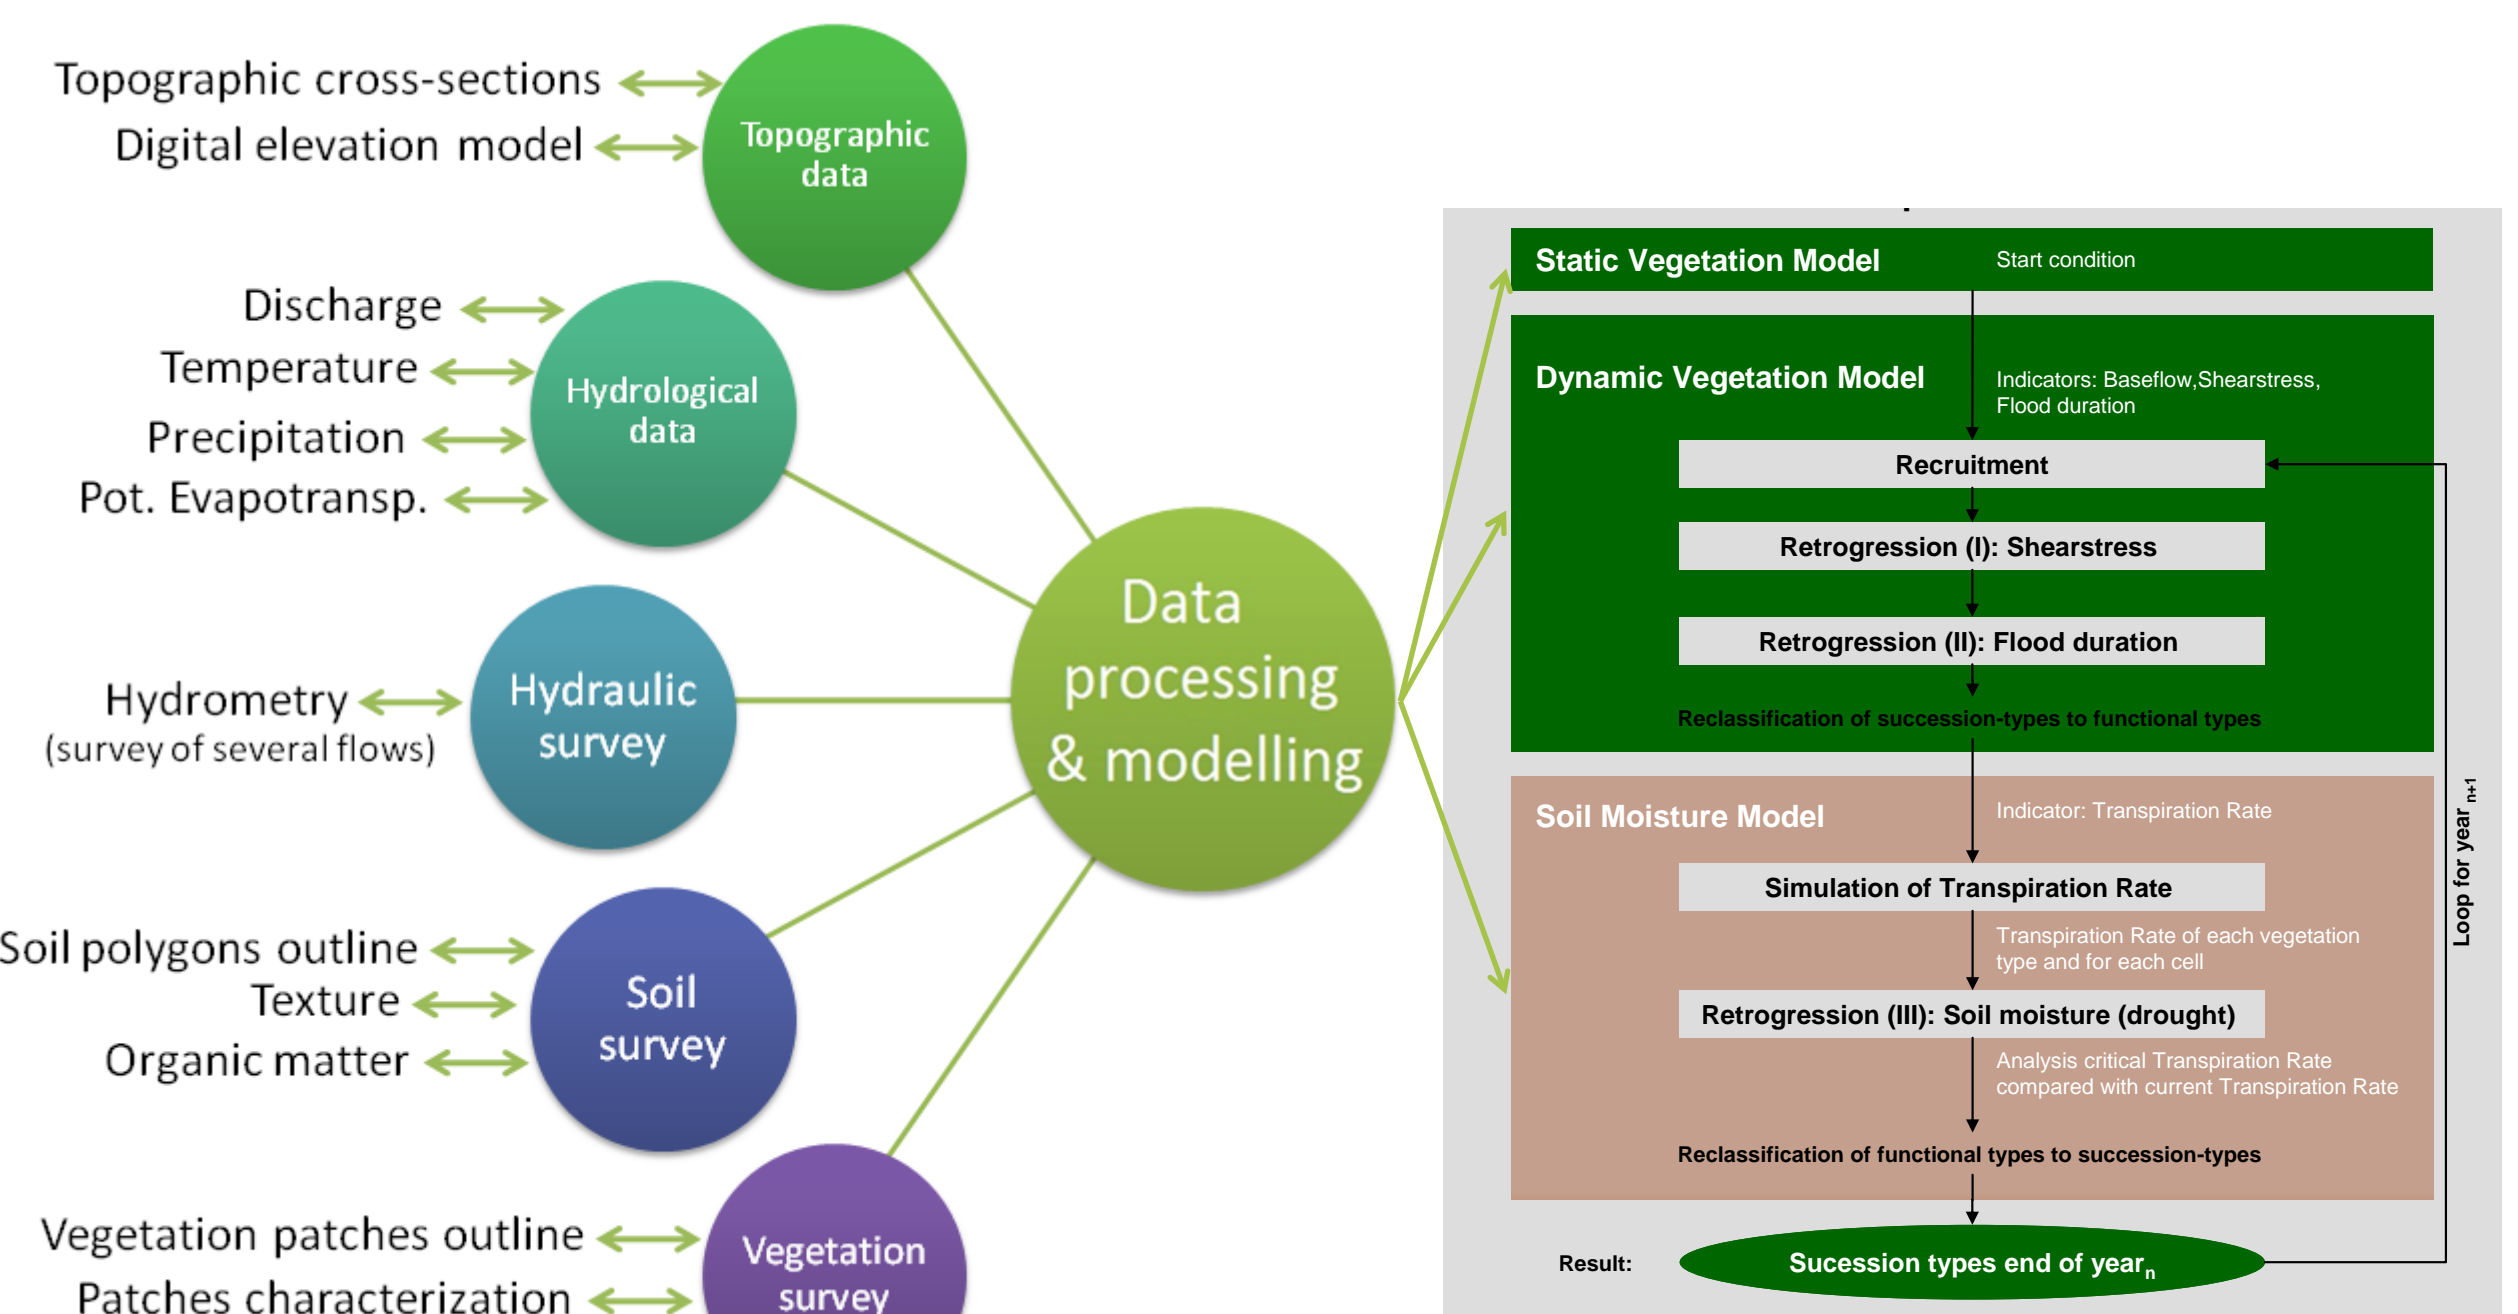 Topographic cross-sections
Digital elevation model
Topographic
data
Discharge
Temperature
Precipitation
Pot. Evapotransp.
Hydrological
data
Hydrometry
(survey of several flows)
Hydraulic
survey
Soil polygons outline
Texture
Organic matter
Soil
survey
Vegetation patches outline
Patches characterization
Vegetation
survey
Data
processing
& modelling
Static Vegetation Model
Start condition
Dynamic Vegetation Model
Indicators: Baseflow,Shearstress,
Flood duration
Recruitment
Retrogression (I): Shearstress
Retrogression (II): Flood duration
Reclassification of succession-types to functional types
Soil Moisture Model
Indicator: Transpiration Rate
Simulation of Transpiration Rate
Transpiration Rate of each vegetation
type and for each cell
Retrogression (III): Soil moisture (drought)
Analysis critical Transpiration Rate
compared with current Transpiration Rate
Reclassification of functional types to succession-types
Result:
Sucession types end of year n
Loop for year n+1